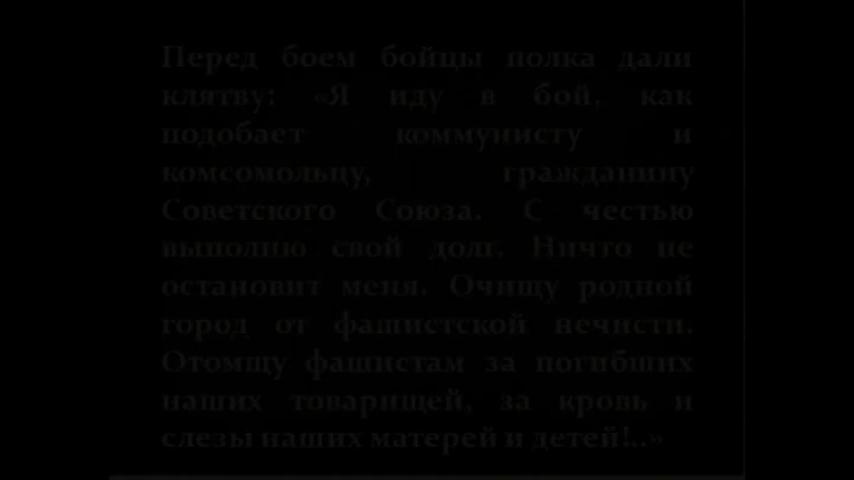 Перед боем бойцы полка дали
клятву: «Я иду в бой, как
подобает коммунисту и
комсомольцу, гражданину
Советского Союза. С честью
выполню свой долг. Ничто не
остановит меня. Очищу родной
город от фашистской нечисти.
Отомщу фашистам за погибших
наших товарищей, за кровь и
слезы наших матерей и детей!..»